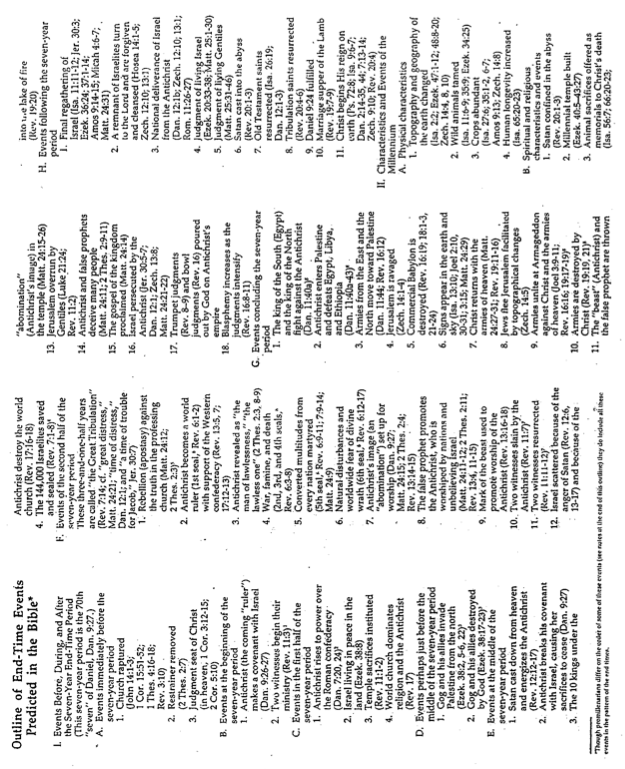 Outline of End-Time Events
Predicted in the Bible*
I. Events Before, During, and After
the Seven-Year End-Time Period
(This seven-year period is the 70th
"seven" of Daniel, Dan. 9:27.)
A. Events immediately before the
seven-year period
1. Church raptured
(John 14:1-3;
1 Cor. 15:51-52;
1 Thes. 4:16-18;
Rev. 3:10)
2. Restrainer removed
(2 Thes. 2:7)
3. Judgment seat of Christ
(in heaven, 1 Cor. 3:12-15;
2 Cor. 5:10)
B. Events at the beginning of the
seven-year period
1. Antichrist (the coming "ruler")
makes a covenant with Israel
(Dan. 9:26-27)
2. Two witnesses begin their
ministry (Rev. 11:3)¹
C. Events in the first half of the
seven-year period
1. Antichrist rises to power over
the Roman confederacy
(Dan. 7:20, 24)²
2. Israel living in peace in the
land (Ezek. 38:8)
3. Temple sacrifices instituted
(Rev. 11:1-2)
4. World church dominates
religion and the Antichrist
(Rev. 17)
D. Events perhaps just before the
middle of the seven-year period
1. Gog and his allies invade
Palestine from the north
(Ezek. 38:2, 5-6, 22)³
2. Gog and his allies destroyed
by God (Ezek. 38:17-23)³
E. Events at the middle of the
seven-year period
1. Satan cast down from heaven
and energizes the Antichrist
(Rev. 12:12-17)
2. Antichrist breaks his covenant
with Israel, causing her
sacrifices to cease (Dan. 9:27)
3. The 10 kings under the
Antichrist destroy the world
church (Rev. 17:16-18)
4. The 144,000 Israelites saved
and sealed (Rev. 7:1-8)⁴
F. Events of the second half of the
seven-year period
These three-and-one-half years
are called "the Great Tribulation"
(Rev. 7:14; cf. "great distress,"
Matt. 24:21; "time of distress,"
Dan. 12:1; and "a time of trouble
for Jacob," Jer. 30:7)
1. Rebellion (apostasy) against
the truth in the professing
church (Matt. 24:12;
2 Thes. 2:3)
2. Antichrist becomes a world
ruler (1st seal, Rev. 6:1-2)
with support of the Western
confederacy (Rev. 13:5, 7;
17:12-13)
3. Antichrist revealed as "the
man of lawlessness," "the
lawless one" (2 Thes. 2:3, 8-9)
4. War, famine, and death
(2nd, 3rd, and 4th seals,
Rev. 6:3-8)
5. Converted multitudes from
every nation martyred
(5th seal, Rev. 6:9-11; 7:9-14;
Matt. 24:9)
6. Natural disturbances and
worldwide fear of divine
wrath (6th seal, Rev. 6:12-17)
7. Antichrist's image (an
"abomination") set up for
worship (Dan. 9:27;
Matt. 24:15; 2 Thes. 2:4;
Rev. 13:14-15)
8. The false prophet promotes
the Antichrist, who is
worshiped by nations and
unbelieving Israel
(Matt. 24:11-12; 2 Thes. 2:11;
Rev. 13:4, 11-15)
9. Mark of the beast used to
promote worship of the
Antichrist (Rev. 13:16-18)
10. Two witnesses slain by the
Antichrist (Rev. 11:7)
11. Two witnesses resurrected
(Rev. 11:11-12)
12. Israel scattered because of the
anger of Satan (Rev. 12:6,
13-17) and because of the
"abomination"
(Antichrist's image) in
the temple (Matt. 24:15-26)
13. Jerusalem overrun by
Gentiles (Luke 21:24;
Rev. 11:2)
14. Antichrist and false prophets
deceive many people
(Matt. 24:11; 2 Thes. 2:9-11)
15. The gospel of the kingdom
proclaimed (Matt. 24:14)
16. Israel persecuted by the
Antichrist (Jer. 30:5-7;
Dan. 12:1; Zech. 13:8;
Matt. 24:21-22)
17. Trumpet judgments
(Rev. 8-9) and bowl
judgments (Rev. 16) poured
out by God on Antichrist's
empire
18. Blasphemy increases as the
judgments intensify
(Rev. 16:8-11)
G. Events concluding the seven-year
period
1. The king of the South (Egypt)
and the king of the North
fight against the Antichrist
(Dan. 11:40a)
2. Antichrist enters Palestine
and defeats Egypt, Libya,
and Ethiopia
(Dan. 11:40b-43)
3. Armies from the East and the
North move toward Palestine
(Dan. 11:44; Rev. 16:12)
4. Jerusalem is ravaged
(Zech. 14:1-4)
5. Commercial Babylon is
destroyed (Rev. 16:19; 18:1-3,
21-24)
6. Signs appear in the earth and
sky (Isa. 13:10; Joel 2:10,
30-31; 3:15; Matt. 24:29)
7. Christ returns with the
armies of heaven (Matt.
24:27-31; Rev. 19:11-16)
8. Jews flee Jerusalem facilitated
by topographical changes
(Zech. 14:5)
9. Armies unite at Armageddon
against Christ and the armies
of heaven (Joel 3:9-11;
Rev. 16:16; 19:17-19)
10. Armies are destroyed by
Christ (Rev. 19:19, 21)
11. The "beast" (Antichrist) and
the false prophet are thrown
into the lake of fire
(Rev. 19:20)
H. Events following the seven-year
period
1. Final regathering of
Israel (Isa. 11:11-12; Jer. 30:3;
Ezek. 36:24; 37:1-14;
Amos 9:14-15; Micah 4:6-7;
Matt. 24:31)
2. A remnant of Israelites turn
to the Lord and are forgiven
and cleansed (Hosea 14:1-5;
Zech. 12:10; 13:1)
3. National deliverance of Israel
from the Antichrist
(Dan. 12:1b; Zech. 12:10; 13:1;
Rom. 11:26-27)
4. Judgment of living Israel
(Ezek. 20:33-38; Matt. 25:1-30)
5. Judgment of living Gentiles
(Matt. 25:31-46)
6. Satan cast into the abyss
(Rev. 20:1-3)
7. Old Testament saints
resurrected (Isa. 26:19;
Dan. 12:1-3)
8. Tribulation saints resurrected
(Rev. 20:4-6)
9. Daniel 9:24 fulfilled
10. Marriage supper of the Lamb
(Rev. 19:7-9)
11. Christ begins His reign on
earth (Ps. 72:8; Isa. 9:6-7;
Dan. 2:14-35, 44; 7:13-14;
Zech. 9:10; Rev. 20:4)
II. Characteristics and Events of the
Millennium
A. Physical characteristics
1. Topography and geography of
the earth changed
(Isa. 2:2; Ezek. 47:1-12; 48:8-20;
Zech. 14:4, 8, 10)
2. Wild animals tamed
(Isa. 11:6-9; 35:9; Ezek. 34:25)
3. Crops abundant
(Isa. 27:6; 35:1-2, 6-7;
Amos 9:13; Zech. 14:8)
4. Human longevity increased
(Isa. 65:20-23)
B. Spiritual and religious
characteristics and events
1. Satan confined in the abyss
(Rev. 20:1-3)
2. Millennial temple built
(Ezek. 40:5-43:27)
3. Animal sacrifices offered as
memorials to Christ's death
(Isa. 56:7; 66:20-23;
*Though premillenarians differ on the order of some of these events (see notes at the end of this outline) they do include all these
events in the pattern of the end times.